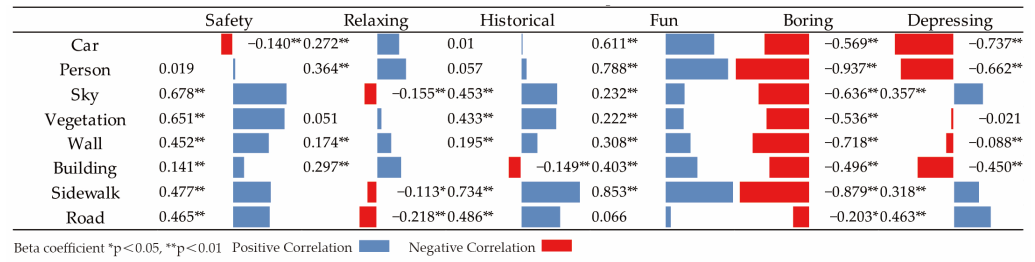 Safety Relaxing Historical Fun Boring Depressing
Car −0.140** 0.272** 0.01 0.611** −0.569** −0.737**
Person 0.019 0.364** 0.057 0.788** −0.937** −0.662**
Sky 0.678** −0.155** 0.453** 0.232** −0.636** 0.357**
Vegetation 0.651** 0.051 0.433** 0.222** −0.536** −0.021
Wall 0.452** 0.174** 0.195** 0.308** −0.718** −0.088**
Building 0.141** 0.297** −0.149** 0.403** −0.496** −0.450**
Sidewalk 0.477** −0.113* 0.734** 0.853** −0.879** 0.318**
Road 0.465** −0.218** 0.486** 0.066 −0.203* 0.463**
Beta coefficient *p<0.05, **p<0.01 Positive Correlation Negative Correlation